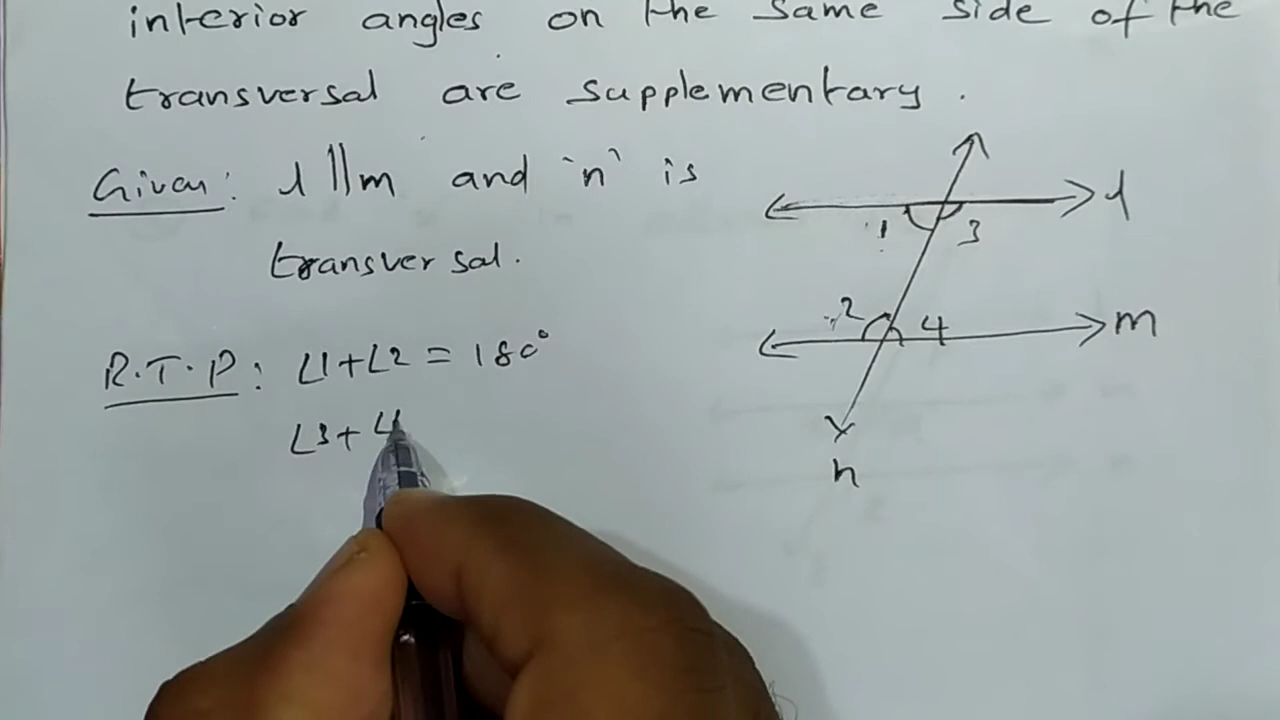 interior angles on the same side of the
transversal are supplementary.
Given: l ∥ m and 'n' is
transversal.
R.T.P: ∠1+∠2 = 180°
∠3+∠4
l
1 3
2 4
m
n